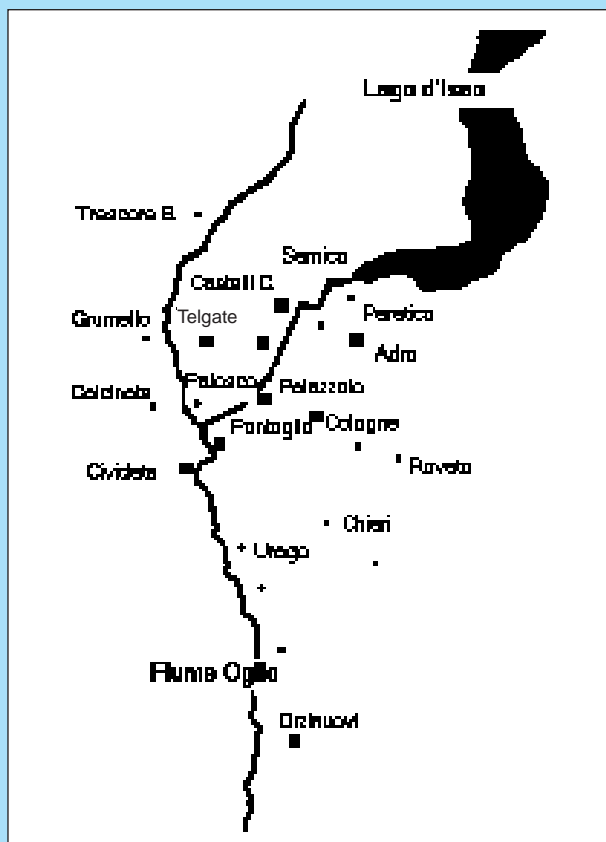 Lago d'Iseo
Trescore B.
Sarnico
Castelli C.
Grumello
Telgate
Paratico
Adro
Palosco
Palazzolo
Calcinate
Pontoglio
Cologne
Cividate
Rovato
Chiari
Urago
Fiume Oglio
Orzinuovi